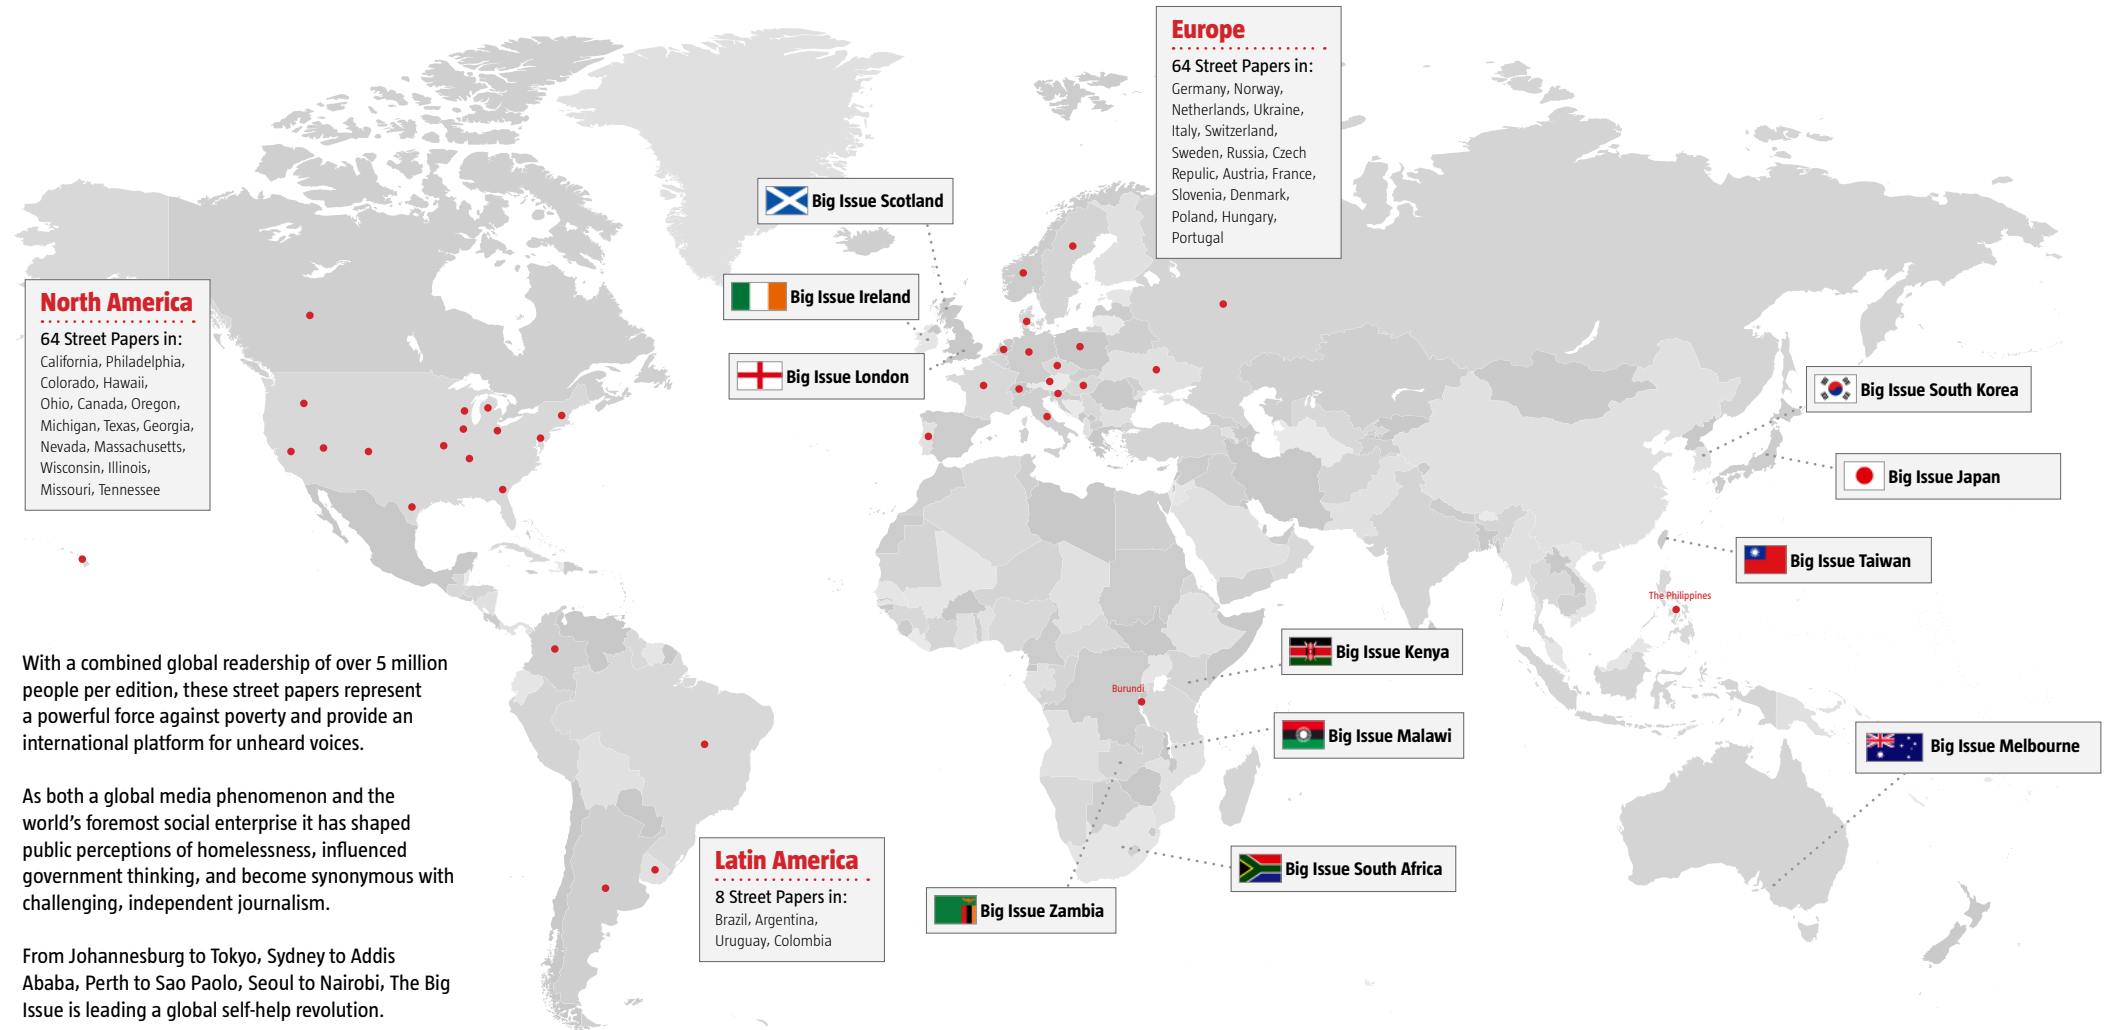 Europe
64 Street Papers in:
Germany, Norway,
Netherlands, Ukraine,
Italy, Switzerland,
Sweden, Russia, Czech
Repulic, Austria, France,
Slovenia, Denmark,
Poland, Hungary,
Portugal
Big Issue Scotland
Big Issue Ireland
Big Issue London
North America
64 Street Papers in:
California, Philadelphia,
Colorado, Hawaii,
Ohio, Canada, Oregon,
Michigan, Texas, Georgia,
Nevada, Massachusetts,
Wisconsin, Illinois,
Missouri, Tennessee
Big Issue South Korea
Big Issue Japan
Big Issue Taiwan
The Philippines
Big Issue Kenya
Burundi
Big Issue Malawi
Big Issue Melbourne
Big Issue South Africa
Big Issue Zambia
Latin America
8 Street Papers in:
Brazil, Argentina,
Uruguay, Colombia
With a combined global readership of over 5 million
people per edition, these street papers represent
a powerful force against poverty and provide an
international platform for unheard voices.
As both a global media phenomenon and the
world's foremost social enterprise it has shaped
public perceptions of homelessness, influenced
government thinking, and become synonymous with
challenging, independent journalism.
From Johannesburg to Tokyo, Sydney to Addis
Ababa, Perth to Sao Paolo, Seoul to Nairobi, The Big
Issue is leading a global self-help revolution.